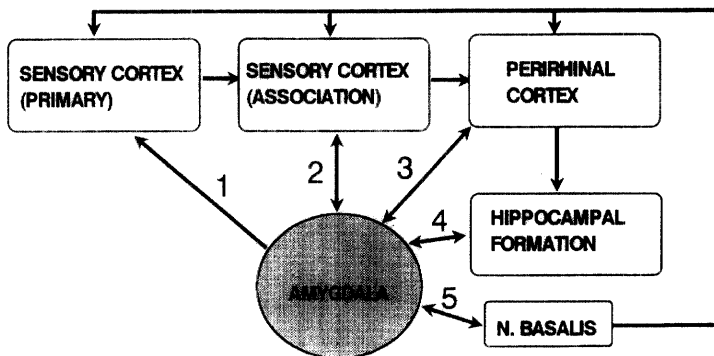 SENSORY CORTEX
(PRIMARY)
SENSORY CORTEX
(ASSOCIATION)
PERIRHINAL
CORTEX
1
2
3
4
HIPPOCAMPAL
FORMATION
AMYGDALA
5
N. BASALIS